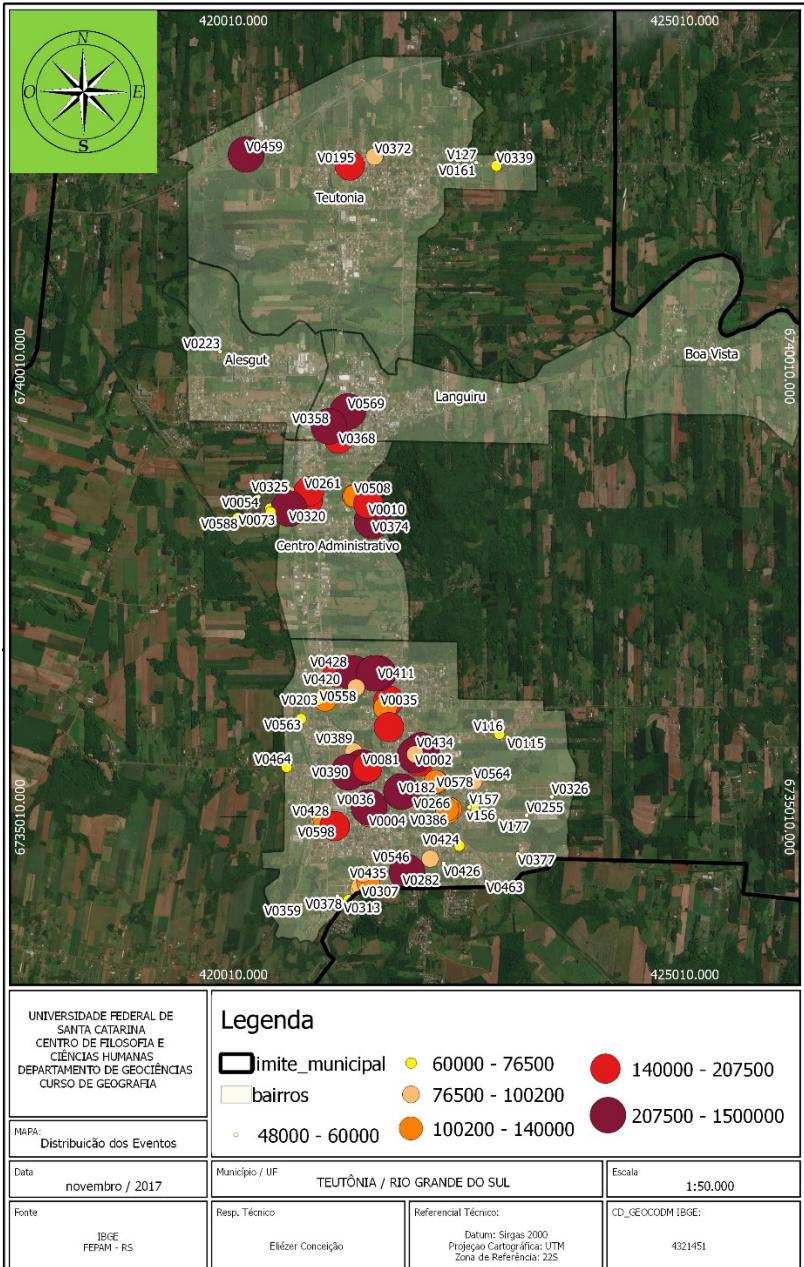 420010.000
425010.000
N
O
E
S
V0459
V0195
V0372
V127
V0339
V0161
Teutonia
6740010.000
V0223
Alesgut
Boa Vista
6740010.000
Languiru
V0569
V0358
V0368
V0325
V0261
V0508
V0054
V0010
V0588
V0073
V0320
V0374
Centro Administrativo
V0428
V0420
V0411
V0203
V0558
V0035
V0563
V116
V0115
V0389
V0434
V0464
V0081
V0002
V0390
V0182
V0578
V0564
V0326
V0036
V0266
V157
V0255
V0428
V0004
V0386
v156
V177
V0598
6735010.000
6735010.000
V0424
V0546
V0426
V0377
V0435
V0282
V0463
V0307
V0378
V0359
V0313
420010.000
425010.000
UNIVERSIDADE FEDERAL DE
SANTA CATARINA
CENTRO DE FILOSOFIA E
CIÊNCIAS HUMANAS
DEPARTAMENTO DE GEOCIÊNCIAS
CURSO DE GEOGRAFIA
Legenda
imite_municipal
bairros
48000 - 60000
60000 - 76500
76500 - 100200
100200 - 140000
140000 - 207500
207500 - 1500000
MAPA:
Distribuicão dos Eventos
Data
novembro / 2017
Município / UF
TEUTÔNIA / RIO GRANDE DO SUL
Escala
1:50.000
Fonte
IBGE
FEPAM - RS
Resp. Técnico
Eliézer Conceição
Referencial Técnico:
Datum: Sirgas 2000
Projeçao Cartográfica: UTM
Zona de Referência: 22S
CD_GEOCODM IBGE:
4321451